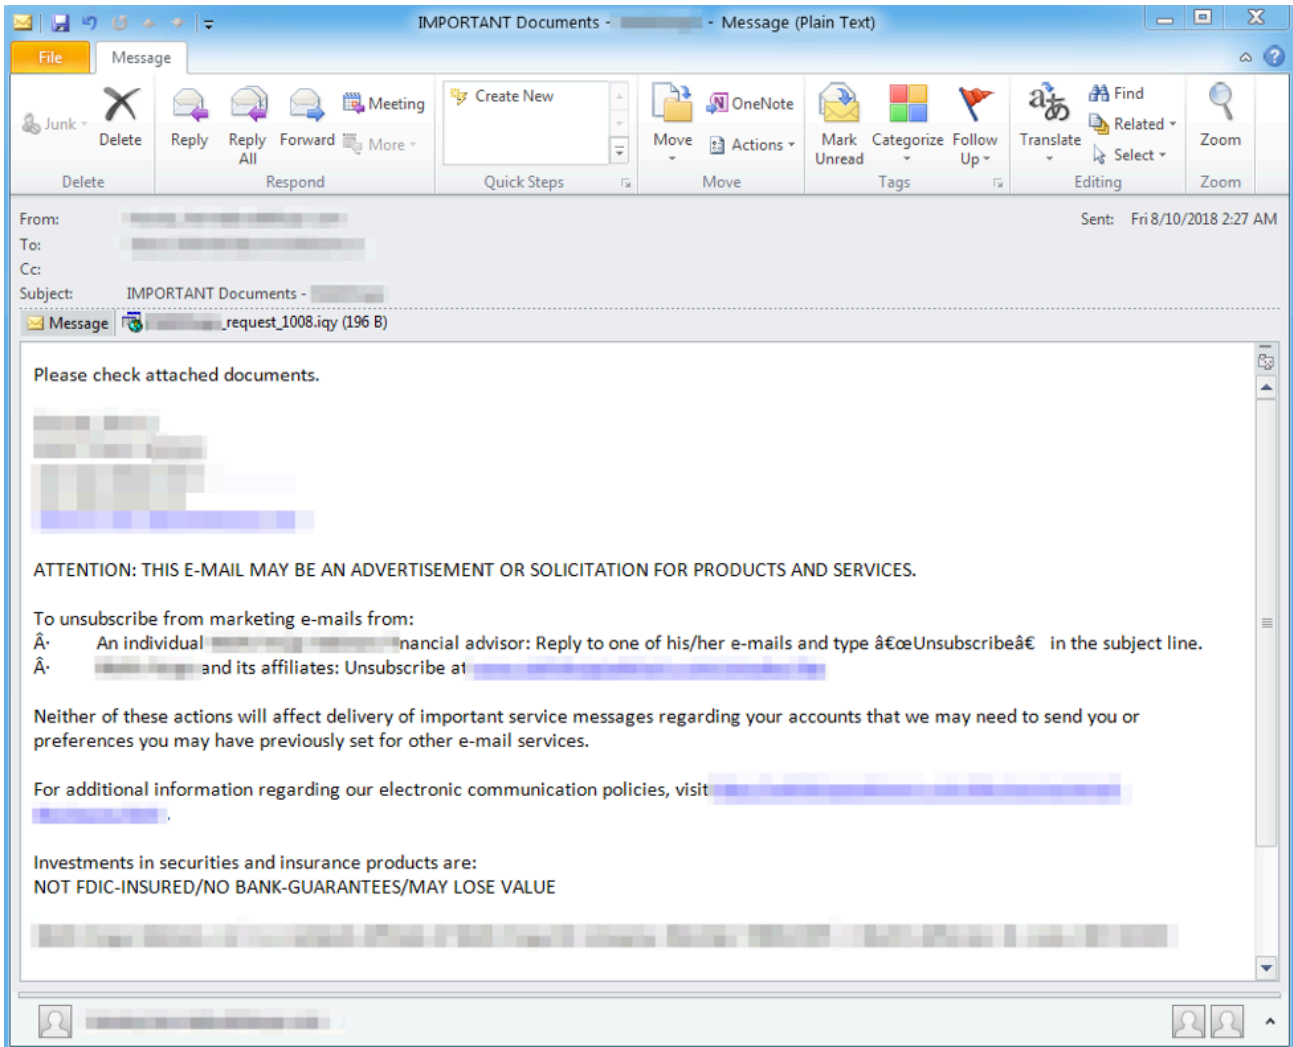 IMPORTANT Documents - - Message (Plain Text)
File Message
Junk Delete Reply Reply All Forward Meeting More
Create New
Move OneNote Actions
Mark Unread Categorize Follow Up
Translate Find Related Select
Zoom
Delete Respond Quick Steps Move Tags Editing Zoom
From:
Sent: Fri 8/10/2018 2:27 AM
To:
Cc:
Subject: IMPORTANT Documents -
Message _request_1008.iqy (196 B)
Please check attached documents.
ATTENTION: THIS E-MAIL MAY BE AN ADVERTISEMENT OR SOLICITATION FOR PRODUCTS AND SERVICES.
To unsubscribe from marketing e-mails from:
Â· An individual nancial advisor: Reply to one of his/her e-mails and type â€œUnsubscribeâ€ in the subject line.
Â· and its affiliates: Unsubscribe at
Neither of these actions will affect delivery of important service messages regarding your accounts that we may need to send you or
preferences you may have previously set for other e-mail services.
For additional information regarding our electronic communication policies, visit
.
Investments in securities and insurance products are:
NOT FDIC-INSURED/NO BANK-GUARANTEES/MAY LOSE VALUE